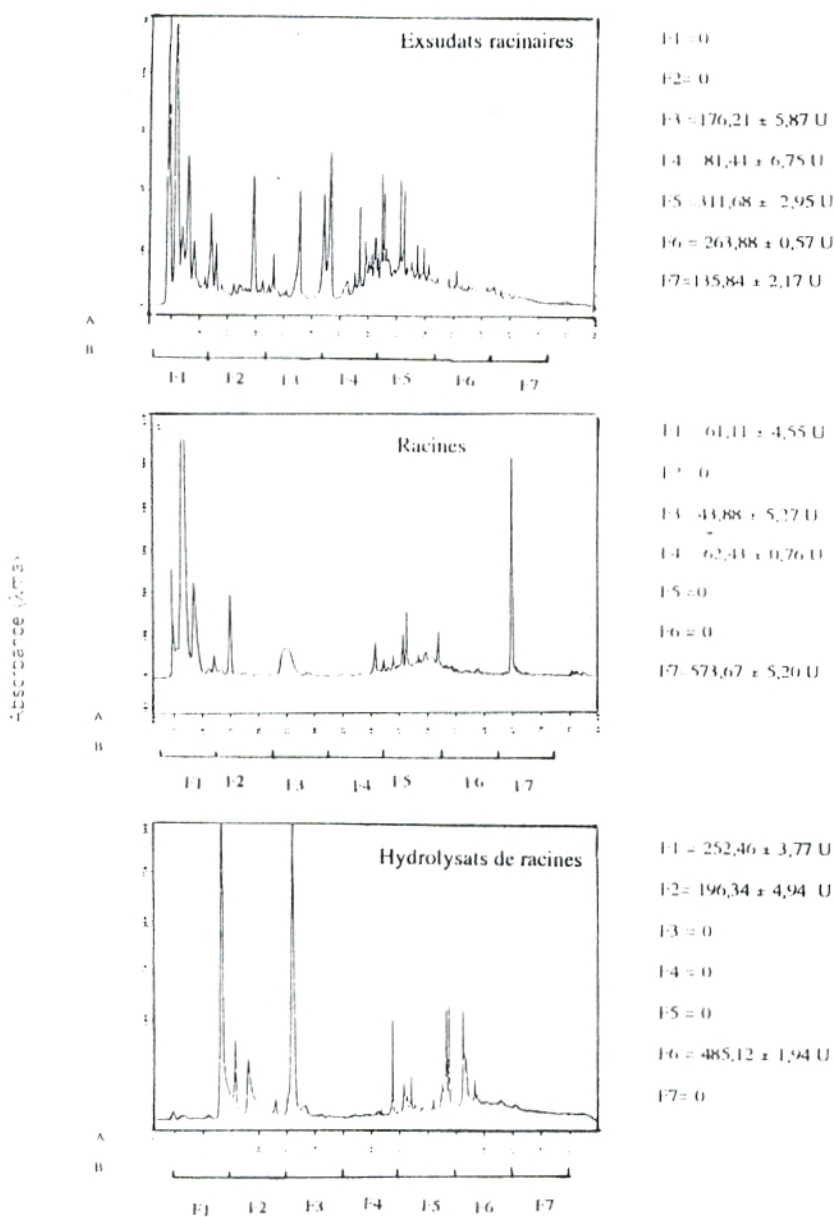 Exsudats racinaires
F1 = 0
F2= 0
F3 =176,21 ± 5,87 U
F4 81,44 ± 6,75 U
F5 =311,68 ± 2,95 U
F6 = 263,88 ± 0,57 U
F7=135,84 ± 2,17 U
A
B
F1 F2 F3 F4 F5 F6 F7
Racines
F1 61,11 ± 4,55 U
F2 0
F3 43,88 ± 5,27 U
F4 62,43 ± 0,76 U
F5 =0
F6 = 0
F7= 573,67 ± 5,20 U
Absorbance
A
B
F1 F2 F3 F4 F5 F6 F7
Hydrolysats de racines
F1 = 252,46 ± 3,77 U
F2= 196,34 ± 4,94 U
F3 = 0
F4 = 0
F5 = 0
F6 = 485,12 ± 1,94 U
F7= 0
A
B
F1 F2 F3 F4 F5 F6 F7